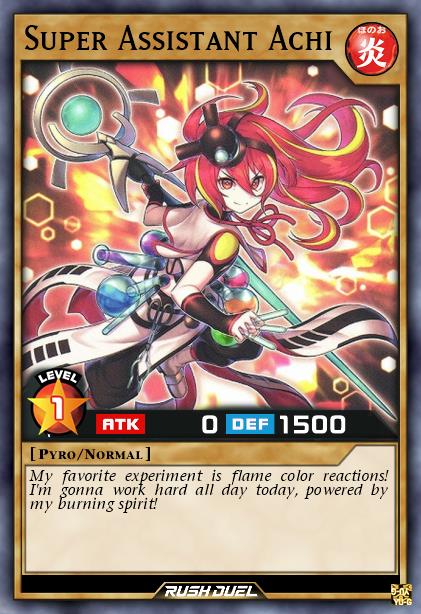 Super Assistant Achi
ほのお
炎
LEVEL
1
ATK 0 DEF 1500
[Pyro/Normal]
My favorite experiment is flame color reactions!
I'm gonna work hard all day today, powered by
my burning spirit!
RUSH DUEL